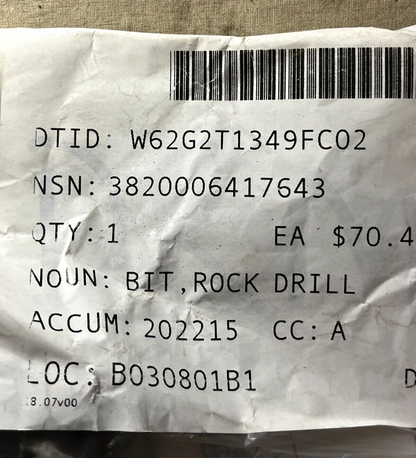 DTID: W62G2T1349FC02
NSN: 3820006417643
QTY: 1 EA $70.4
NOUN: BIT,ROCK DRILL
ACCUM: 202215 CC: A
LOC: B030801B1 D
8.07v00